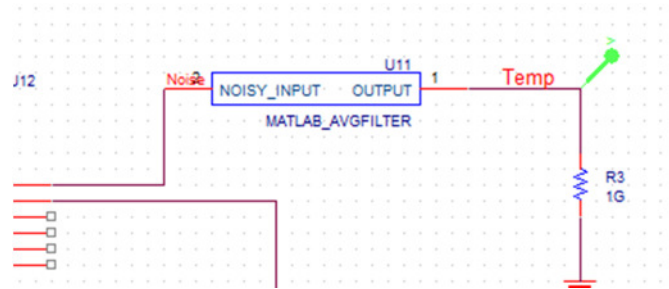 J12
Noise
2
U11
1
NOISY_INPUT OUTPUT
MATLAB_AVGFILTER
Temp
V
R3
1G